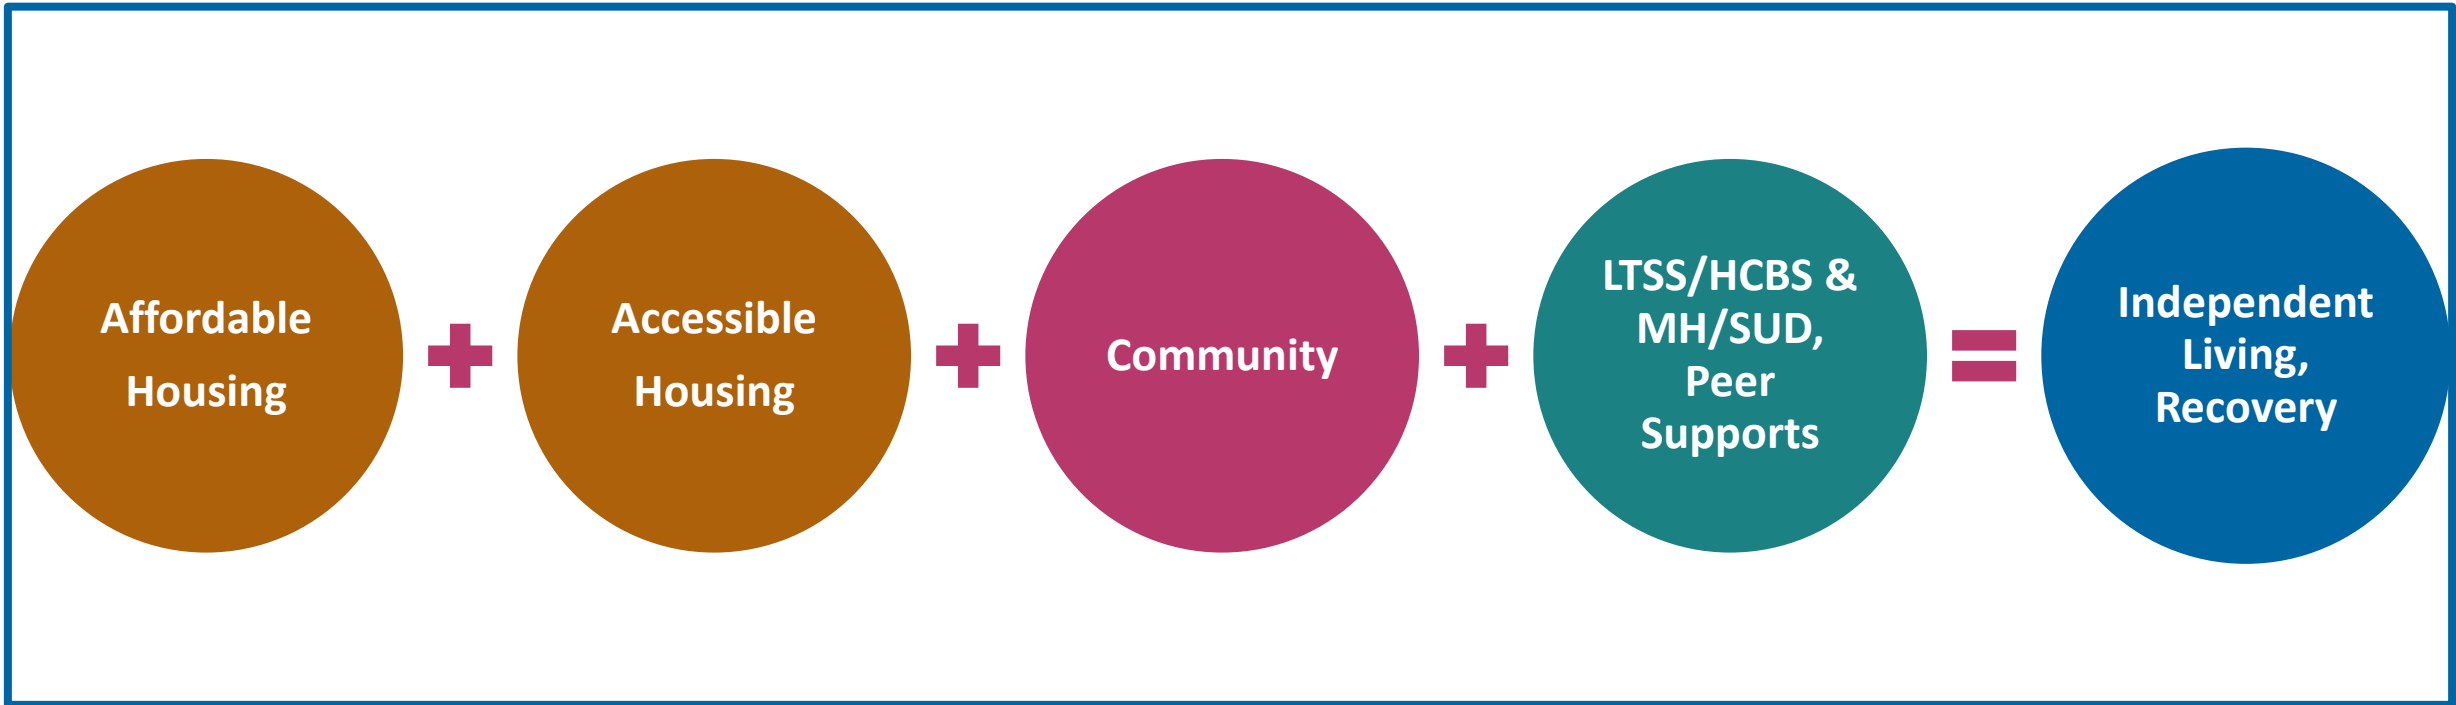 Affordable
Housing
Accessible
Housing
Community
LTSS/HCBS &
MH/SUD,
Peer
Supports
Independent
Living,
Recovery